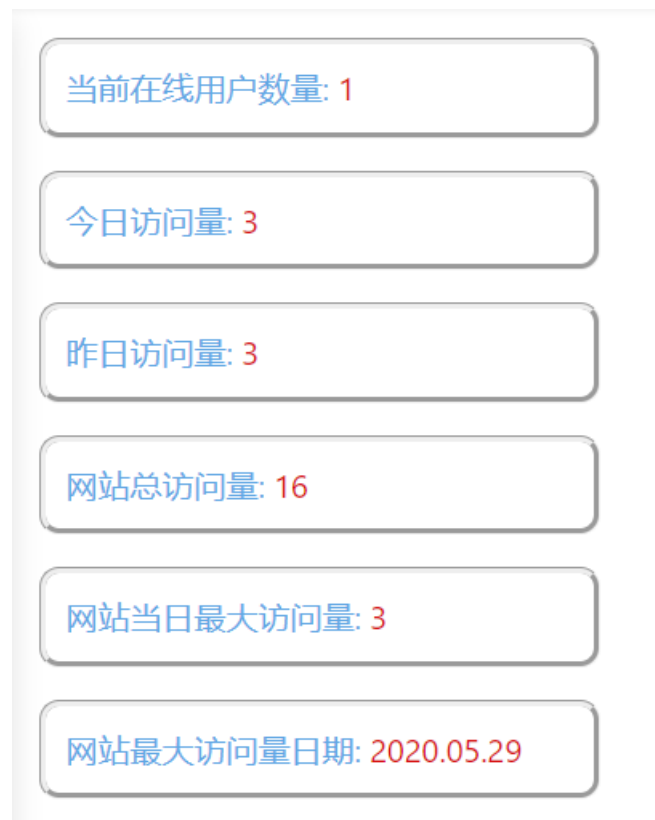 当前在线用户数量: 1
今日访问量: 3
昨日访问量: 3
网站总访问量: 16
网站当日最大访问量: 3
网站最大访问量日期: 2020.05.29